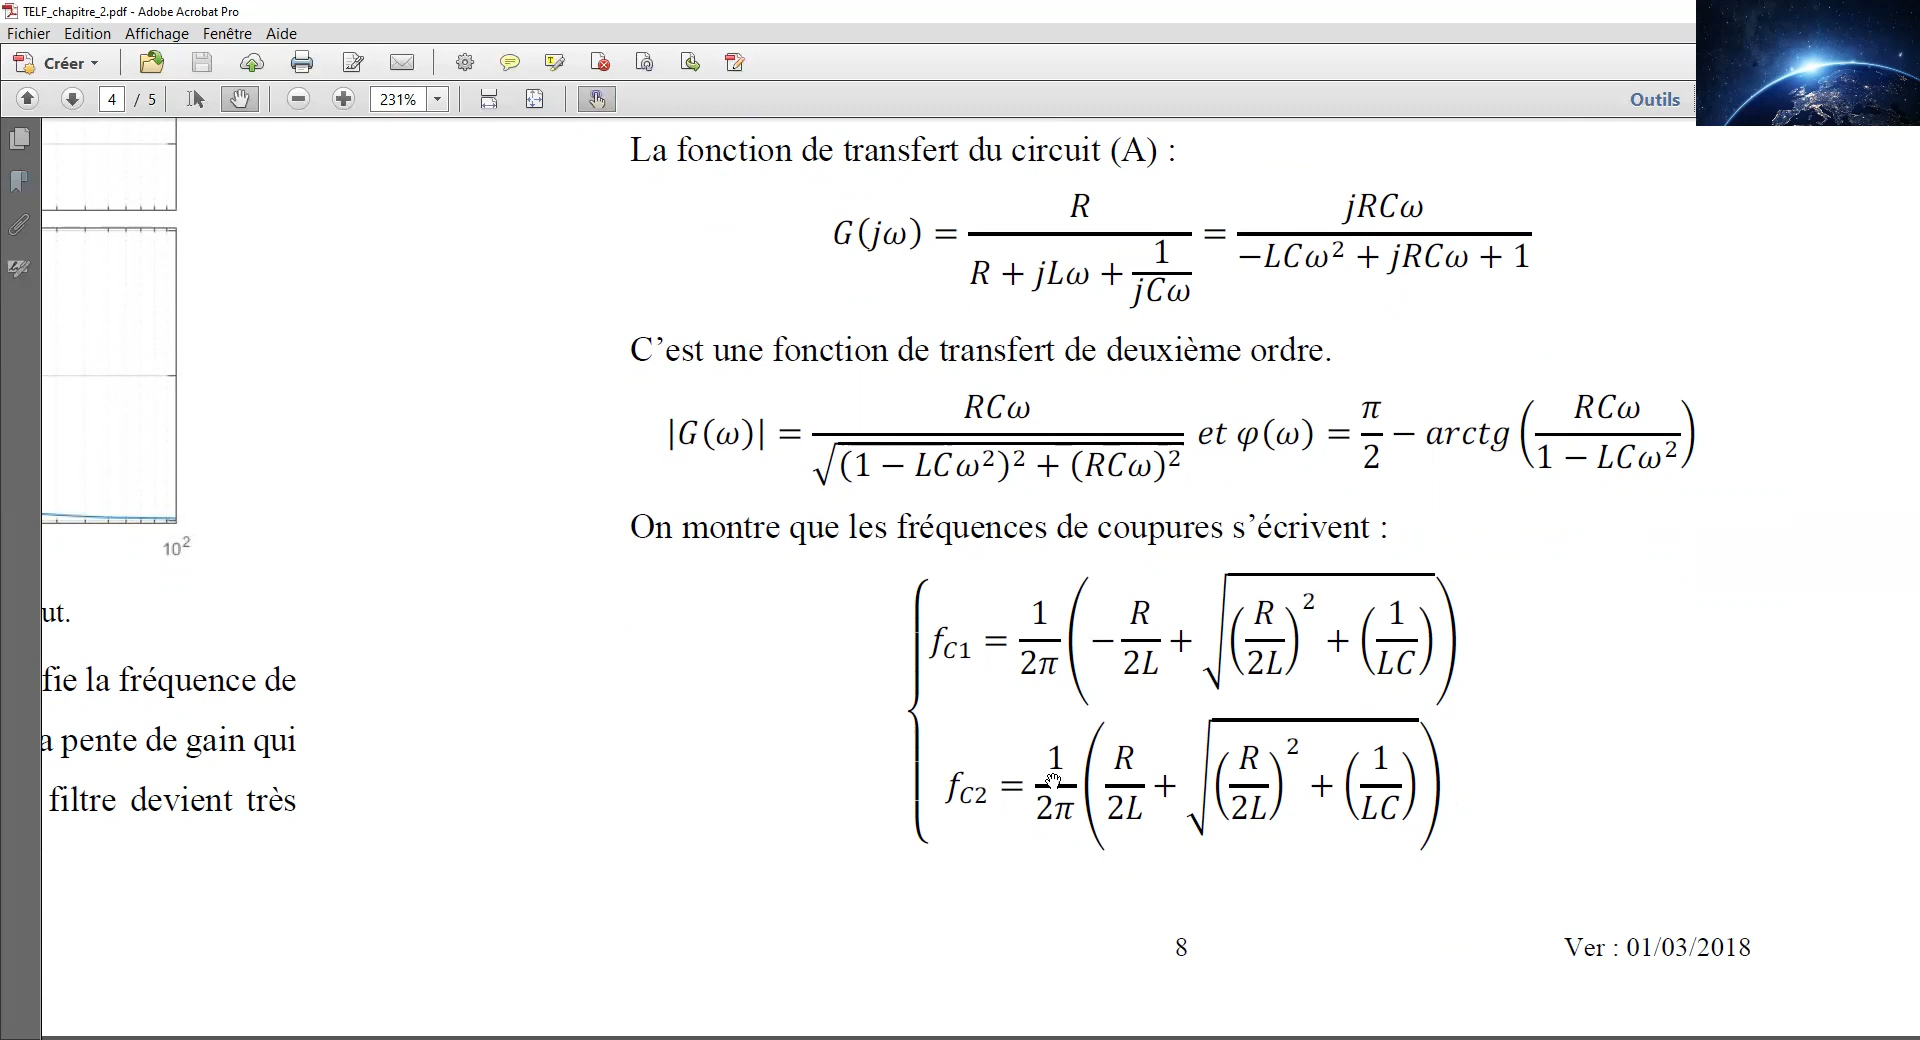 TELF_chapitre_2.pdf - Adobe Acrobat Pro
Fichier Edition Affichage Fenêtre Aide
Créer
4 / 5 231% Outils
La fonction de transfert du circuit (A) :
G(jω) = R / (R + jLω + 1/(jCω)) = jRCω / (−LCω² + jRCω + 1)
C’est une fonction de transfert de deuxième ordre.
|G(ω)| = RCω / √((1 − LCω²)² + (RCω)²) et φ(ω) = π/2 − arctg (RCω / (1 − LCω²))
On montre que les fréquences de coupures s’écrivent :
f_C1 = 1/2π (− R/2L + √((R/2L)² + (1/LC)))
f_C2 = 1/2π (R/2L + √((R/2L)² + (1/LC)))
8 Ver : 01/03/2018
10²
ut.
fie la fréquence de
a pente de gain qui
filtre devient très